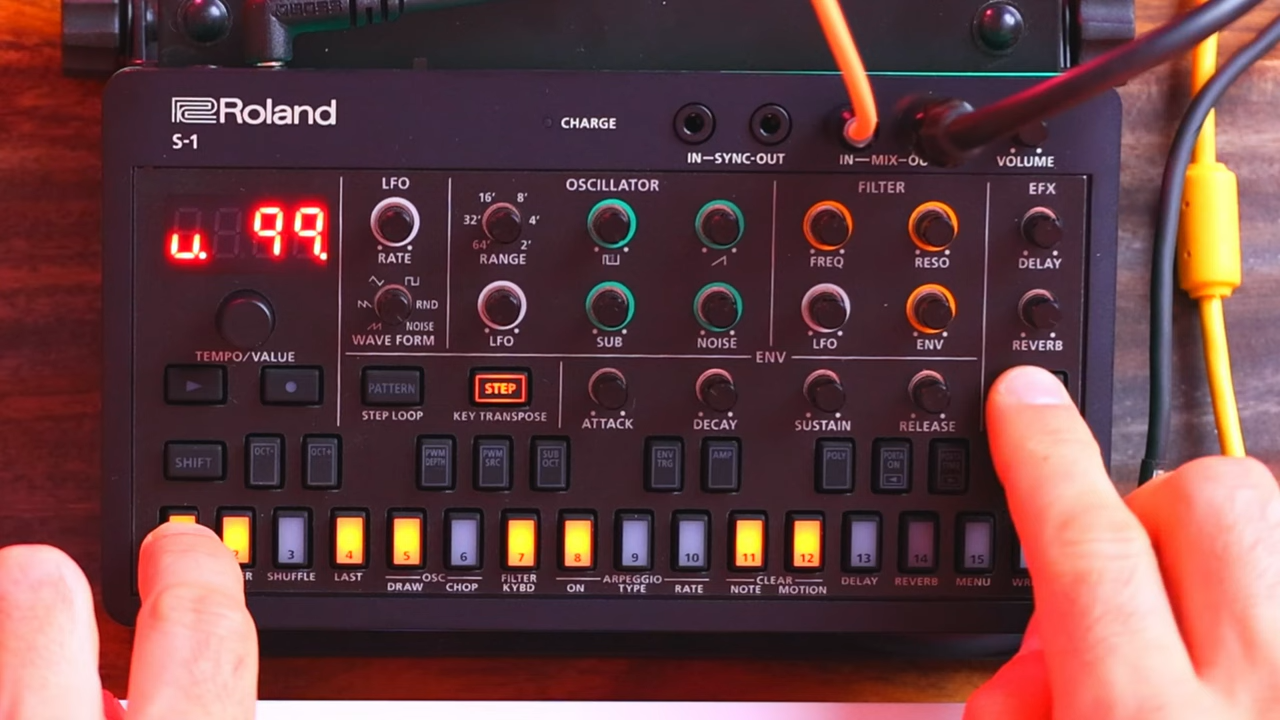 BOSS
Roland
S-1
CHARGE
IN—SYNC—OUT
IN—MIX—OU
VOLUME
u. 99.
LFO
RATE
RND
NOISE
WAVE FORM
TEMPO/VALUE
OSCILLATOR
16' 8'
32' 4'
64' 2'
RANGE
LFO
SUB
NOISE
FILTER
FREQ
RESO
LFO
ENV
EFX
DELAY
REVERB
ENV
ATTACK
DECAY
SUSTAIN
RELEASE
PATTERN
STEP LOOP
STEP
KEY TRANSPOSE
SHIFT
OCT-
OCT+
PWM DEPTH
PWM SRC
SUB OCT
ENV TRG
AMP
POLY
PORTA ON
2 3 4 5 6 7 8 9 10 11 12 13 14 15
R
SHUFFLE
LAST
OSC
DRAW
CHOP
FILTER
KYBD
ARPEGGIO
ON
TYPE
RATE
CLEAR
NOTE
MOTION
DELAY
REVERB
MENU
WR